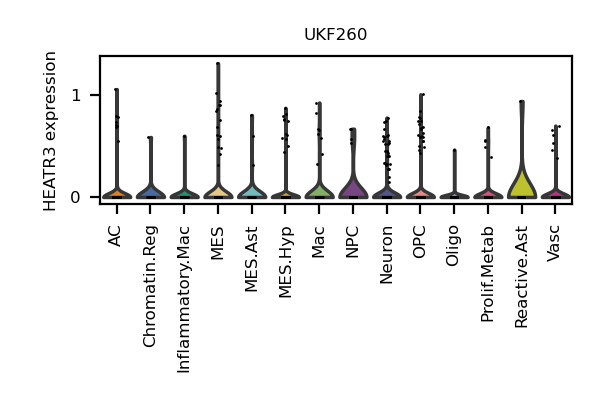 UKF260
HEATR3 expression
1
0
AC
Chromatin.Reg
Inflammatory.Mac
MES
MES.Ast
MES.Hyp
Mac
NPC
Neuron
OPC
Oligo
Prolif.Metab
Reactive.Ast
Vasc